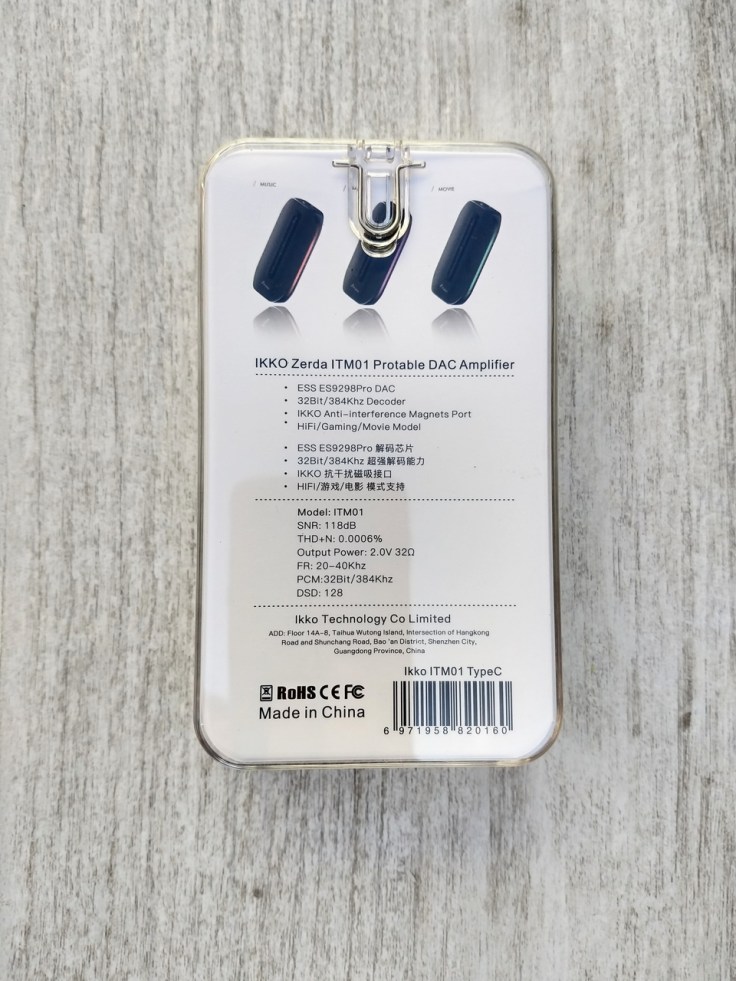 / MUSIC
/ MOVIE
IKKO Zerda ITM01 Protable DAC Amplifier
• ESS ES9298Pro DAC
• 32Bit/384Khz Decoder
• IKKO Anti-interference Magnets Port
• HiFi/Gaming/Movie Model
• ESS ES9298Pro 解码芯片
• 32Bit/384Khz 超强解码能力
• IKKO 抗干扰磁吸接口
• HIFI/游戏/电影 模式支持
Model: ITM01
SNR: 118dB
THD+N: 0.0006%
Output Power: 2.0V 32Ω
FR: 20-40Khz
PCM:32Bit/384Khz
DSD: 128
Ikko Technology Co Limited
ADD: Floor 14A-8, Taihua Wutong Island, Intersection of Hangkong
Road and Shunchang Road, Bao 'an District, Shenzhen City,
Guangdong Province, China
Ikko ITM01 TypeC
RoHS CE FC
Made in China
6 971958 820160